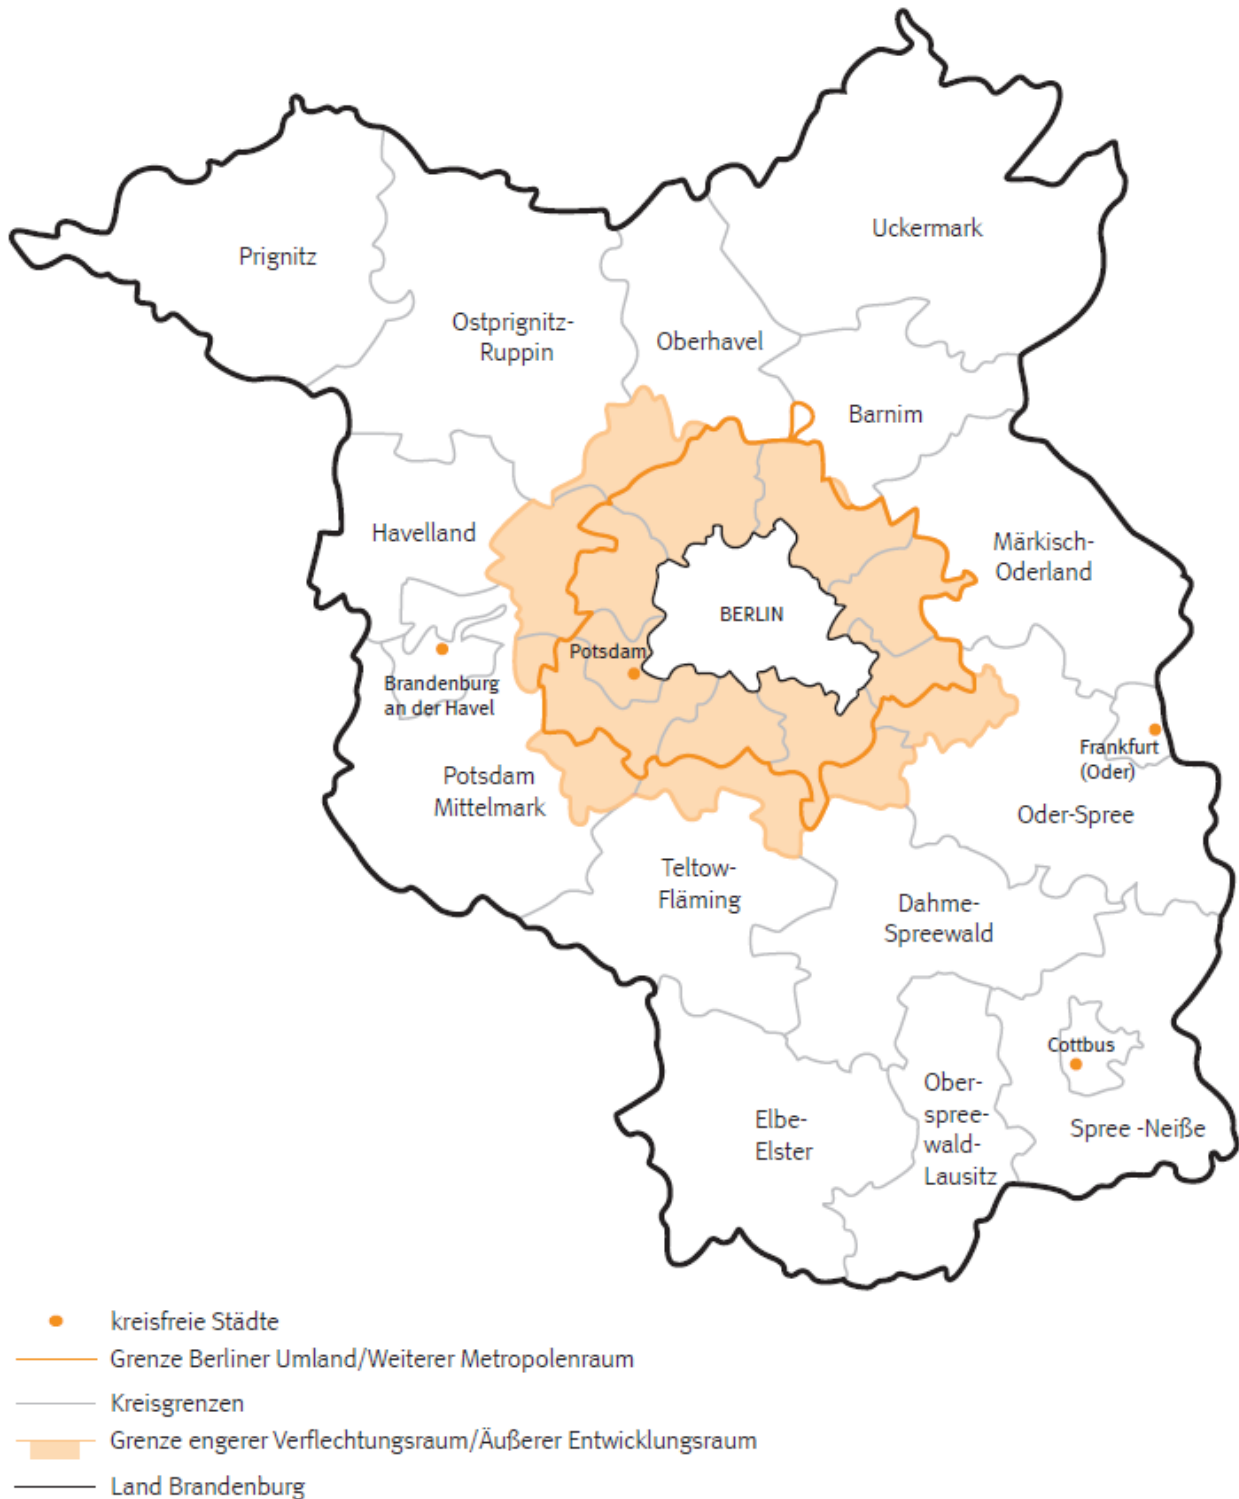 Uckermark
Prignitz
Ostprignitz-
Ruppin
Oberhavel
Barnim
Havelland
Märkisch-
Oderland
BERLIN
Potsdam
Brandenburg
an der Havel
Frankfurt
(Oder)
Potsdam
Mittelmark
Oder-Spree
Teltow-
Fläming
Dahme-
Spreewald
Cottbus
Ober-
spree-
wald-
Lausitz
Elbe-
Elster
Spree -Neiße
kreisfreie Städte
Grenze Berliner Umland/Weiterer Metropolenraum
Kreisgrenzen
Grenze engerer Verflechtungsraum/Äußerer Entwicklungsraum
Land Brandenburg